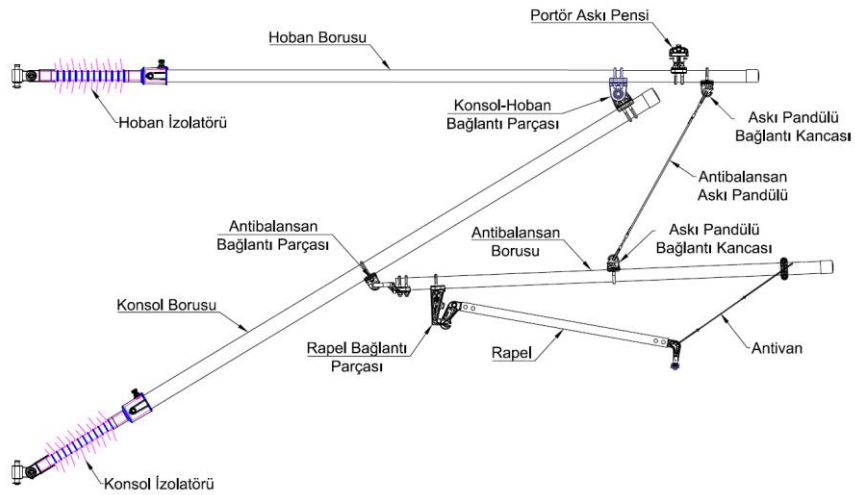 Portör Askı Pensi
Hoban Borusu
Konsol-Hoban
Bağlantı Parçası
Hoban İzolatörü
Askı Pandülü
Bağlantı Kancası
Antibalansan
Askı Pandülü
Antibalansan
Bağlantı Parçası
Antibalansan
Borusu
Askı Pandülü
Bağlantı Kancası
Konsol Borusu
Rapel Bağlantı
Parçası
Rapel
Antivan
Konsol İzolatörü